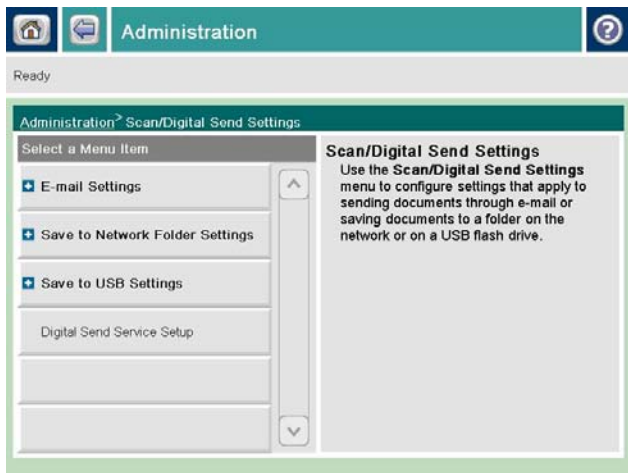 Administration
Ready
Administration> Scan/Digital Send Settings
Select a Menu Item
E-mail Settings
Save to Network Folder Settings
Save to USB Settings
Digital Send Service Setup
Scan/Digital Send Settings
Use the Scan/Digital Send Settings
menu to configure settings that apply to
sending documents through e-mail or
saving documents to a folder on the
network or on a USB flash drive.